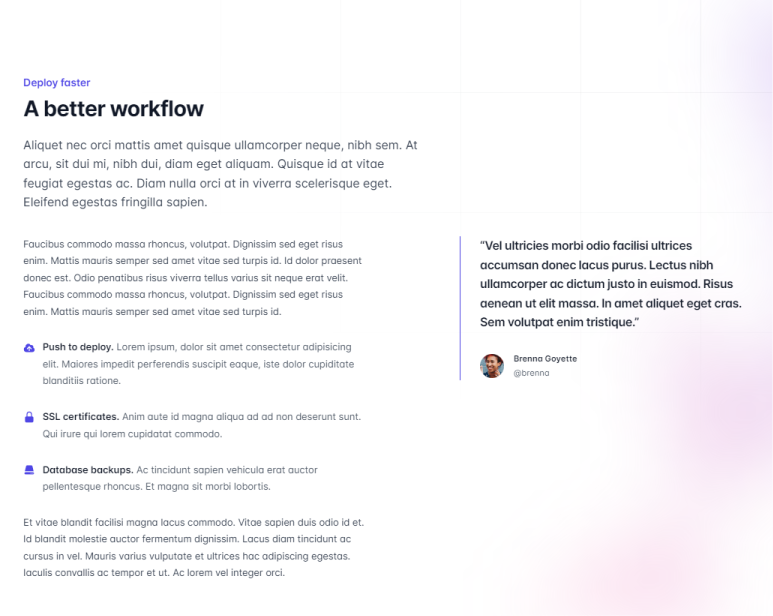 Deploy faster
A better workflow
Aliquet nec orci mattis amet quisque ullamcorper neque, nibh sem. At
arcu, sit dui mi, nibh dui, diam eget aliquam. Quisque id at vitae
feugiat egestas ac. Diam nulla orci at in viverra scelerisque eget.
Eleifend egestas fringilla sapien.
Faucibus commodo massa rhoncus, volutpat. Dignissim sed eget risus
enim. Mattis mauris semper sed amet vitae sed turpis id. Id dolor praesent
donec est. Odio penatibus risus viverra tellus varius sit neque erat velit.
Faucibus commodo massa rhoncus, volutpat. Dignissim sed eget risus
enim. Mattis mauris semper sed amet vitae sed turpis id.
Push to deploy. Lorem ipsum, dolor sit amet consectetur adipisicing
elit. Maiores impedit perferendis suscipit eaque, iste dolor cupiditate
blanditiis ratione.
SSL certificates. Anim aute id magna aliqua ad ad non deserunt sunt.
Qui irure qui lorem cupidatat commodo.
Database backups. Ac tincidunt sapien vehicula erat auctor
pellentesque rhoncus. Et magna sit morbi lobortis.
Et vitae blandit facilisi magna lacus commodo. Vitae sapien duis odio id et.
Id blandit molestie auctor fermentum dignissim. Lacus diam tincidunt ac
cursus in vel. Mauris varius vulputate et ultrices hac adipiscing egestas.
Iaculis convallis ac tempor et ut. Ac lorem vel integer orci.
“Vel ultricies morbi odio facilisi ultrices
accumsan donec lacus purus. Lectus nibh
ullamcorper ac dictum justo in euismod. Risus
aenean ut elit massa. In amet aliquet eget cras.
Sem volutpat enim tristique.”
Brenna Goyette
@brenna